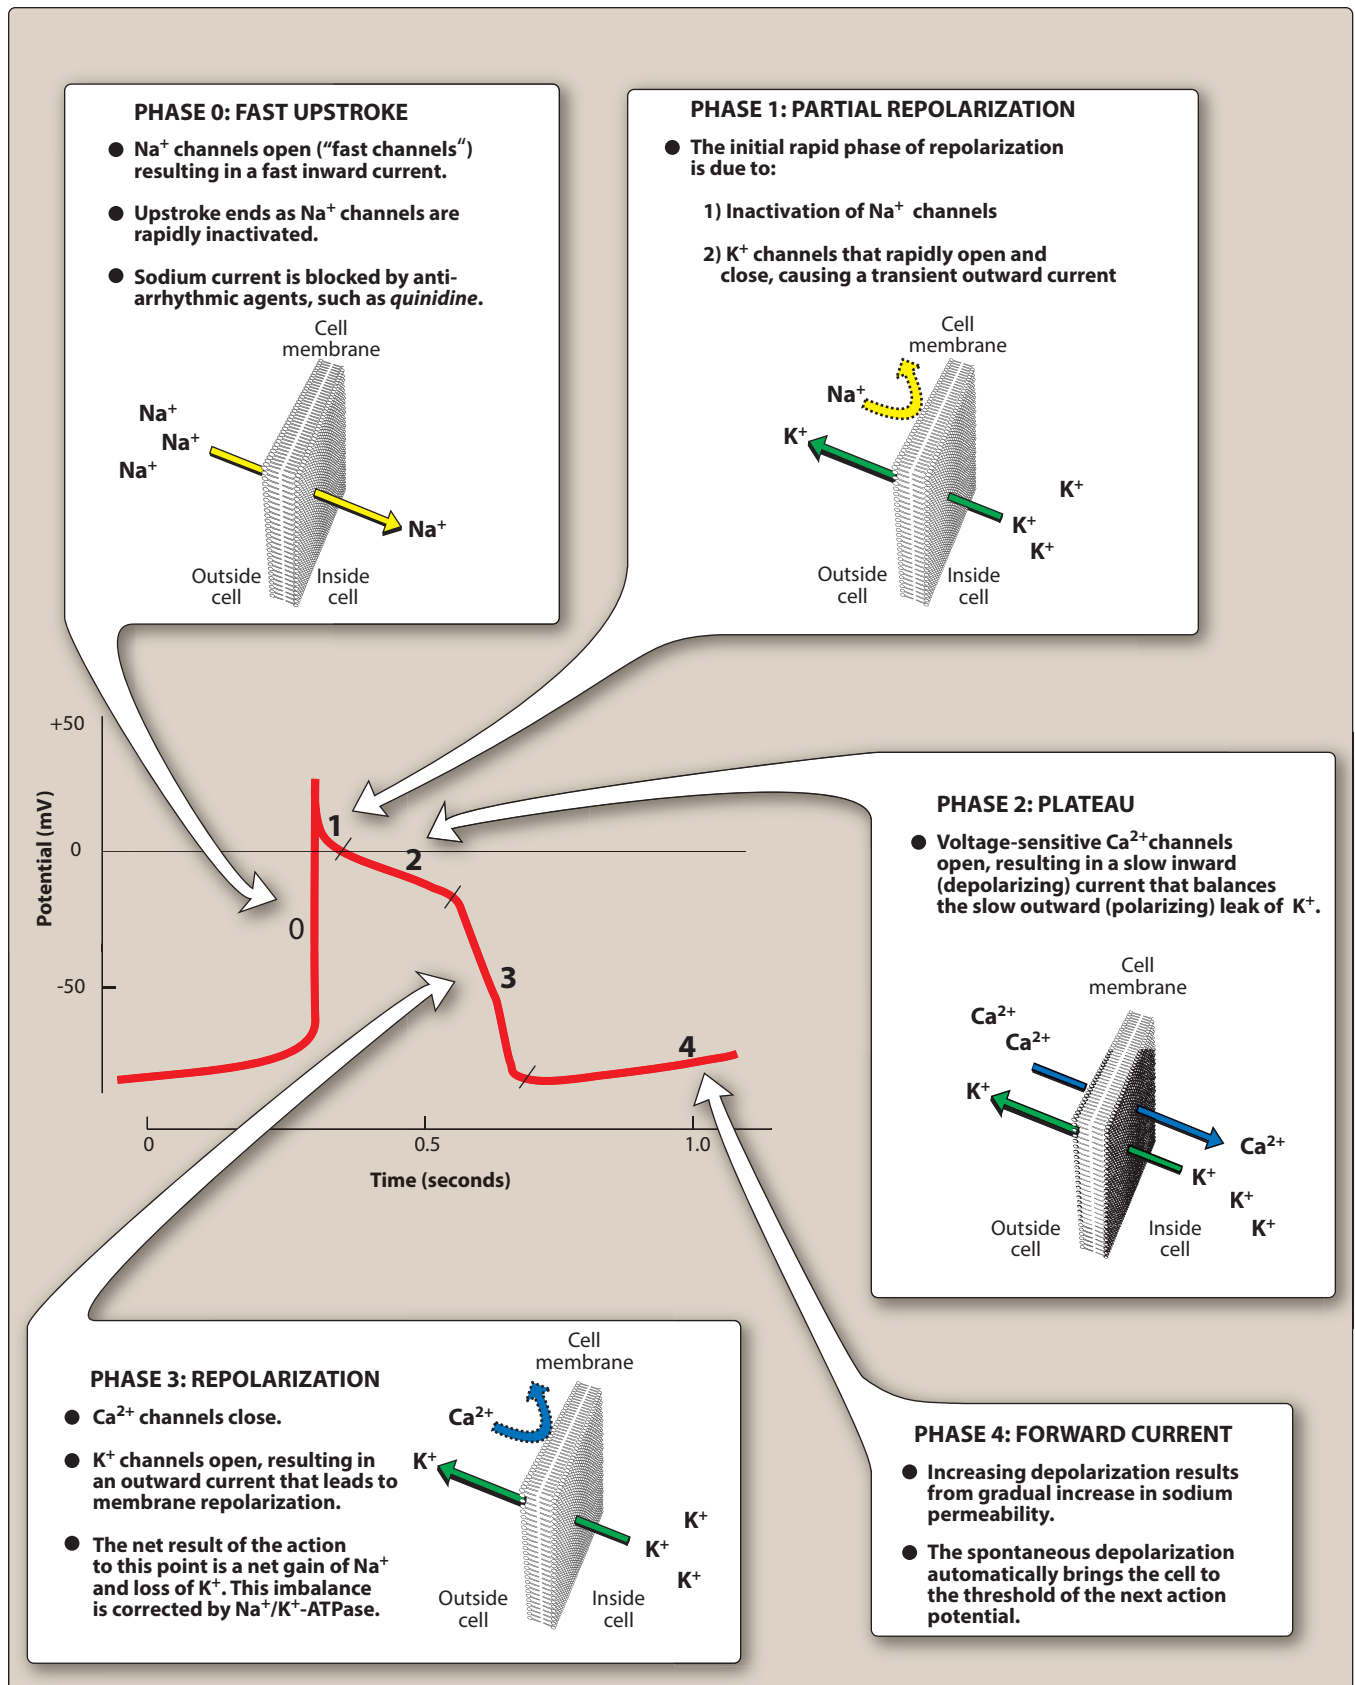 PHASE 0: FAST UPSTROKE
● Na⁺ channels open (“fast channels”)
resulting in a fast inward current.
● Upstroke ends as Na⁺ channels are
rapidly inactivated.
● Sodium current is blocked by anti-
arrhythmic agents, such as quinidine.
Cell
membrane
Na⁺
Na⁺
Na⁺
Na⁺
Outside
cell
Inside
cell
PHASE 1: PARTIAL REPOLARIZATION
● The initial rapid phase of repolarization
is due to:
1) Inactivation of Na⁺ channels
2) K⁺ channels that rapidly open and
close, causing a transient outward current
Cell
membrane
Na⁺
K⁺
K⁺
K⁺
K⁺
Outside
cell
Inside
cell
+50
0
-50
Potential (mV)
0
1
2
3
4
0
0.5
1.0
Time (seconds)
PHASE 2: PLATEAU
● Voltage-sensitive Ca²⁺channels
open, resulting in a slow inward
(depolarizing) current that balances
the slow outward (polarizing) leak of K⁺.
Cell
membrane
Ca²⁺
Ca²⁺
K⁺
Ca²⁺
K⁺
K⁺
K⁺
Outside
cell
Inside
cell
PHASE 3: REPOLARIZATION
● Ca²⁺ channels close.
● K⁺ channels open, resulting in
an outward current that leads to
membrane repolarization.
● The net result of the action
to this point is a net gain of Na⁺
and loss of K⁺. This imbalance
is corrected by Na⁺/K⁺-ATPase.
Cell
membrane
Ca²⁺
K⁺
K⁺
K⁺
K⁺
Outside
cell
Inside
cell
PHASE 4: FORWARD CURRENT
● Increasing depolarization results
from gradual increase in sodium
permeability.
● The spontaneous depolarization
automatically brings the cell to
the threshold of the next action
potential.